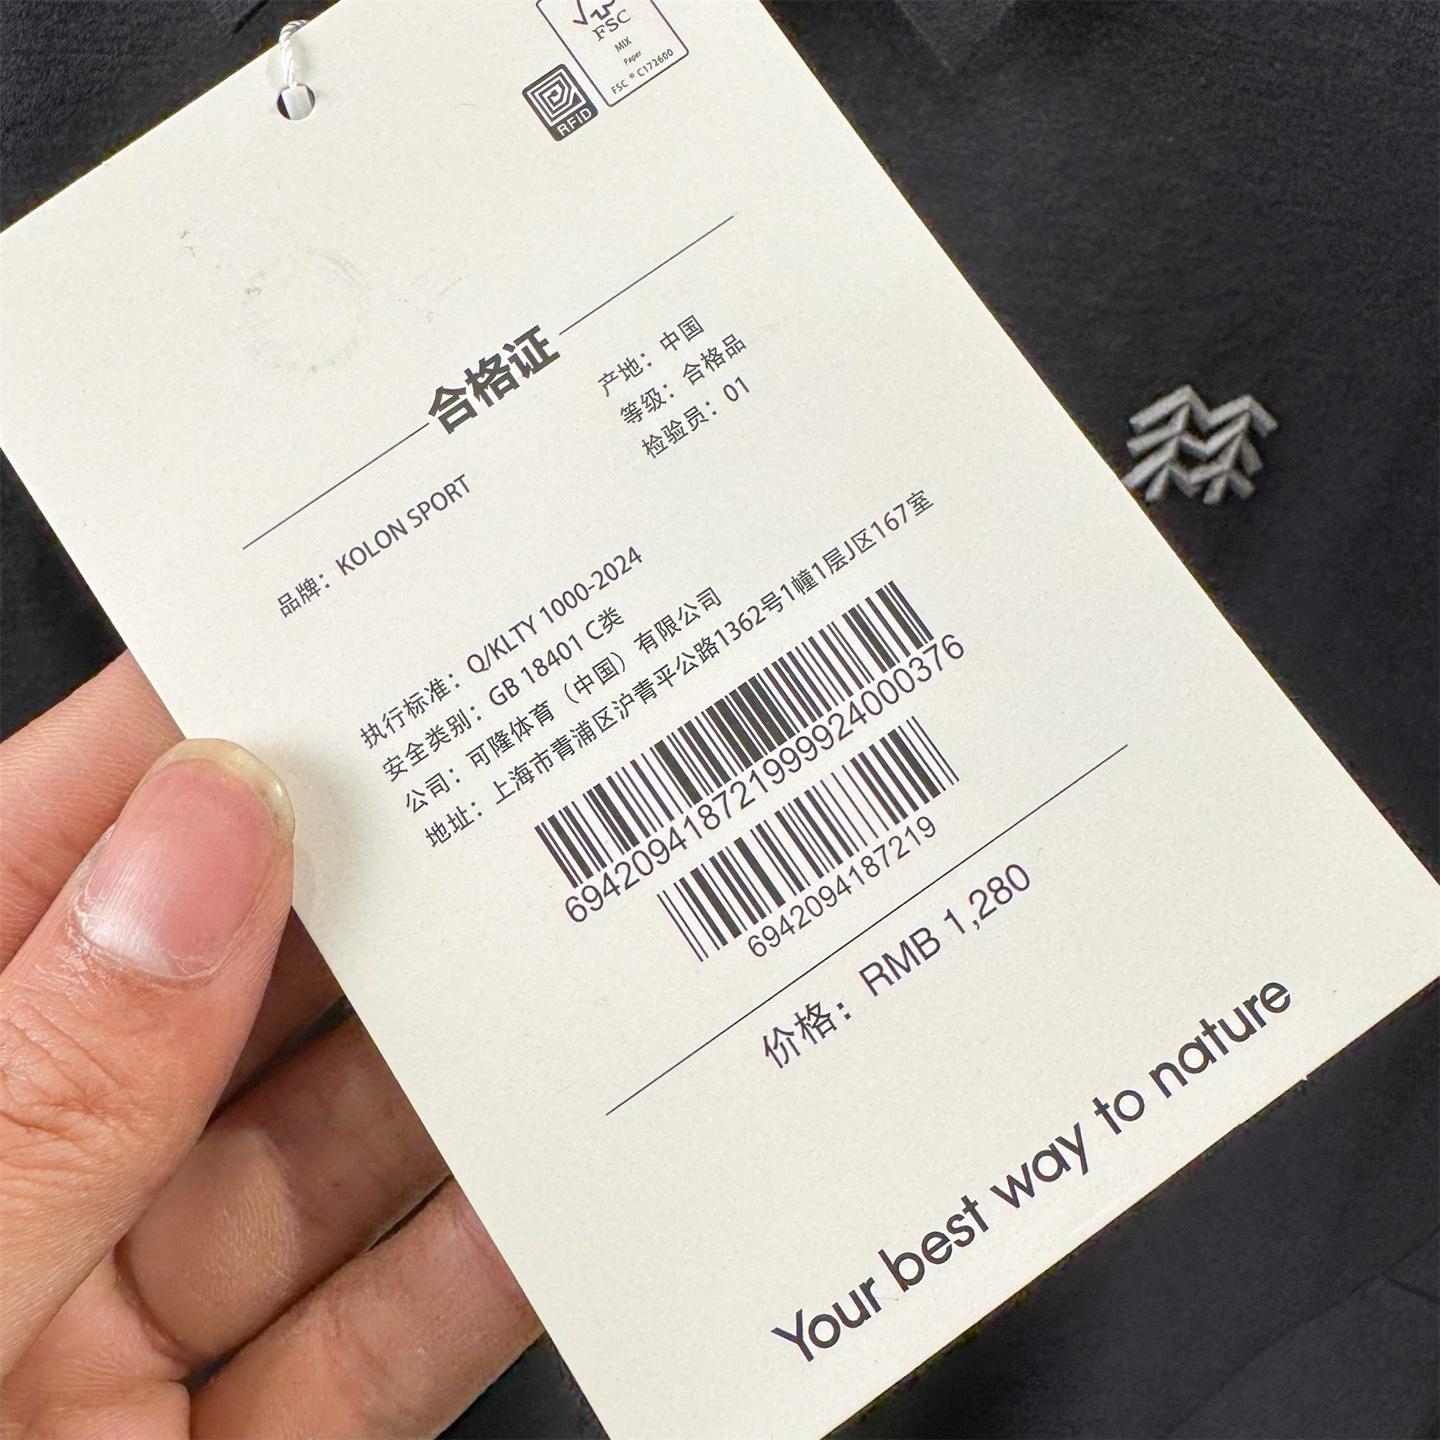 FSC
MIX
Paper
FSC® C172600
RFID
合格证
品牌：KOLON SPORT
产地：中国
等级：合格品
检验员：01
执行标准：Q/KLTY 1000-2024
安全类别：GB 18401 C类
公司：可隆体育（中国）有限公司
地址：上海市青浦区沪青平公路1362号1幢1层J区167室
6942094187219999240003​76
6942094187219
价格：RMB 1,280
Your best way to nature